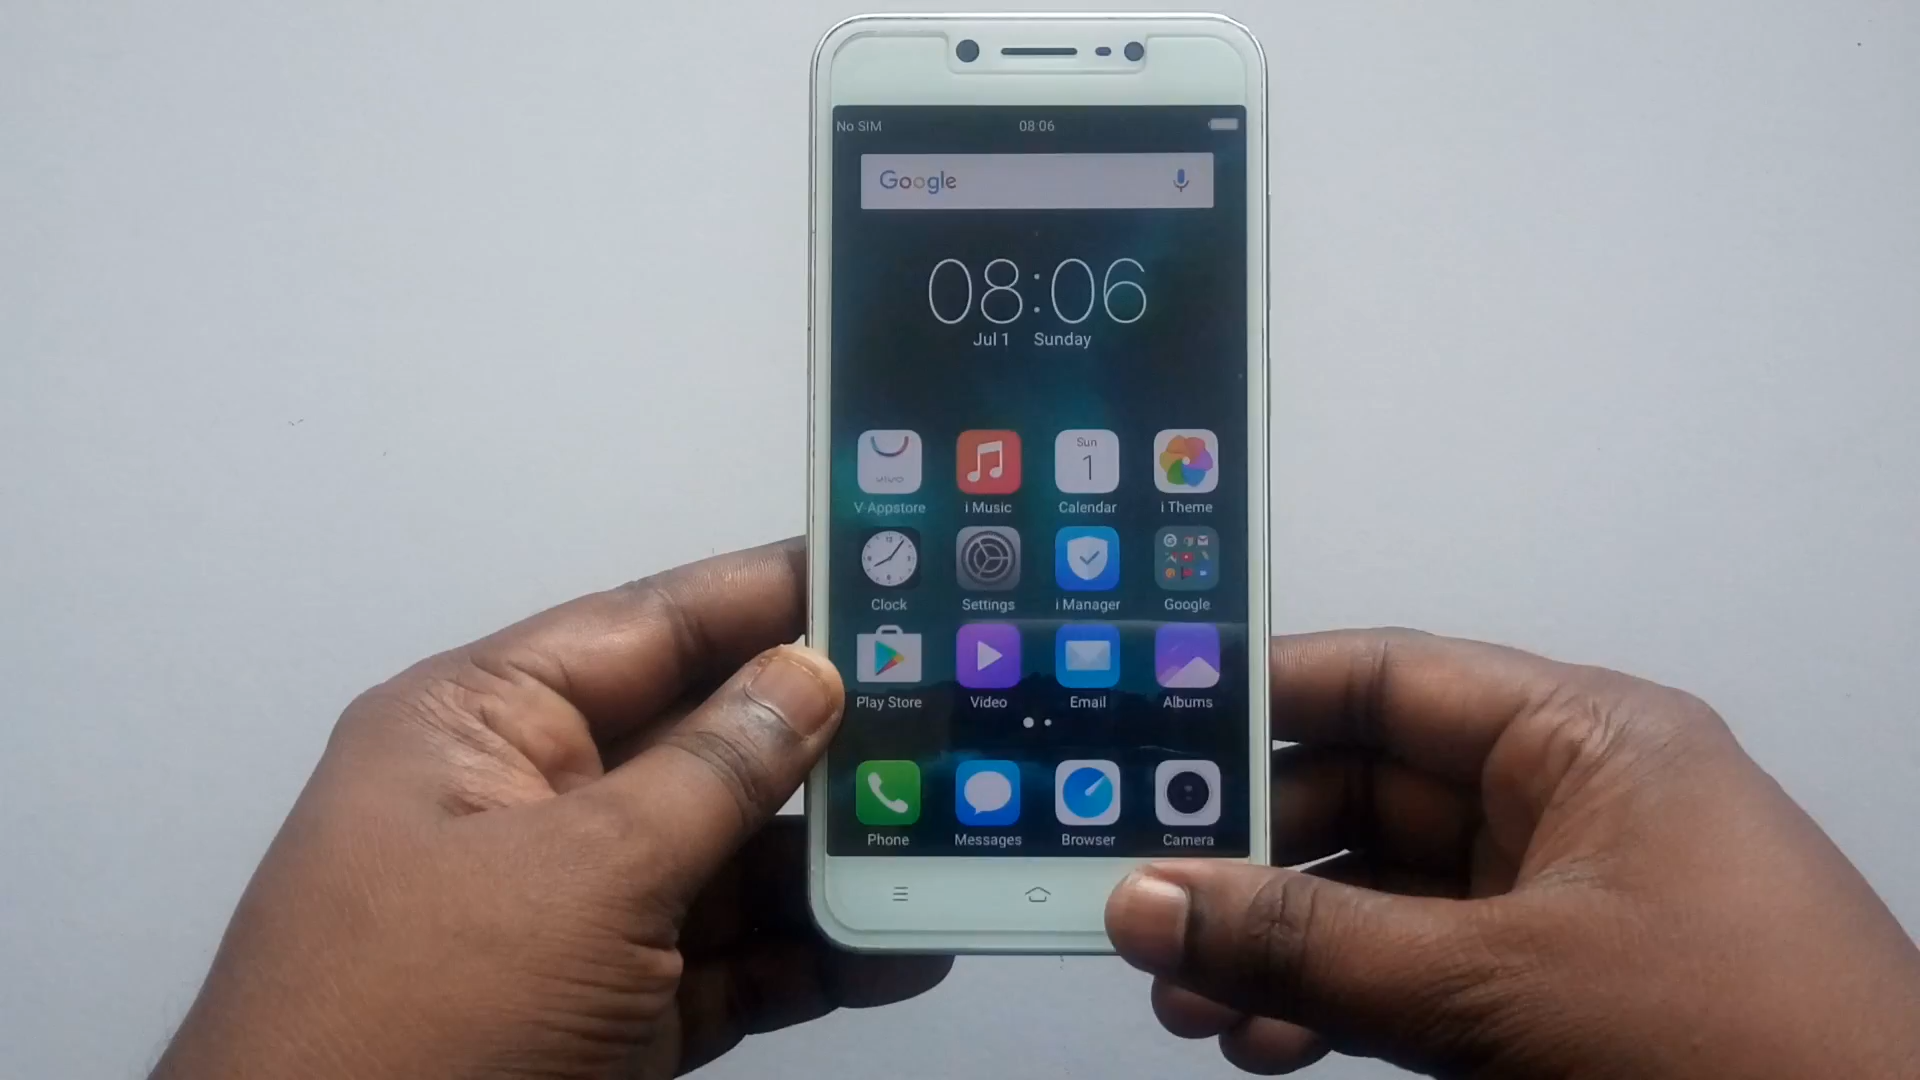 No SIM 08:06
Google
08:06
Jul 1 Sunday
vivo
Sun
1
V-Appstore i Music Calendar i Theme
Clock Settings i Manager Google
Play Store Video Email Albums
Phone Messages Browser Camera